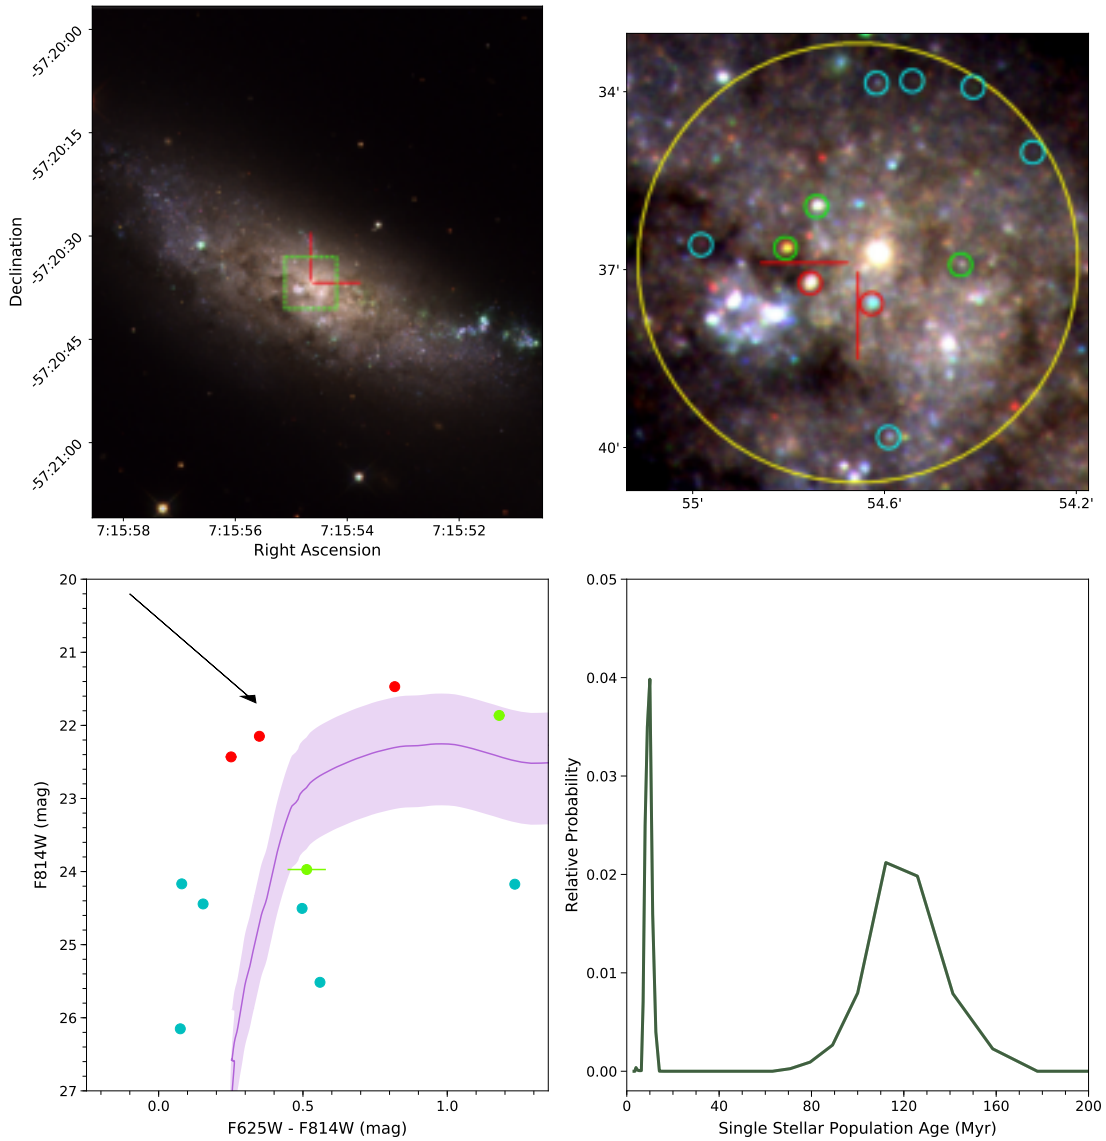 -57:20:00
-57:20:15
-57:20:30
-57:20:45
-57:21:00
Declination
7:15:58 7:15:56 7:15:54 7:15:52
Right Ascension
34'
37'
40'
55' 54.6' 54.2'
20
21
22
23
24
25
26
27
F814W (mag)
0.0 0.5 1.0
F625W - F814W (mag)
0.05
0.04
0.03
0.02
0.01
0.00
Relative Probability
0 40 80 120 160 200
Single Stellar Population Age (Myr)